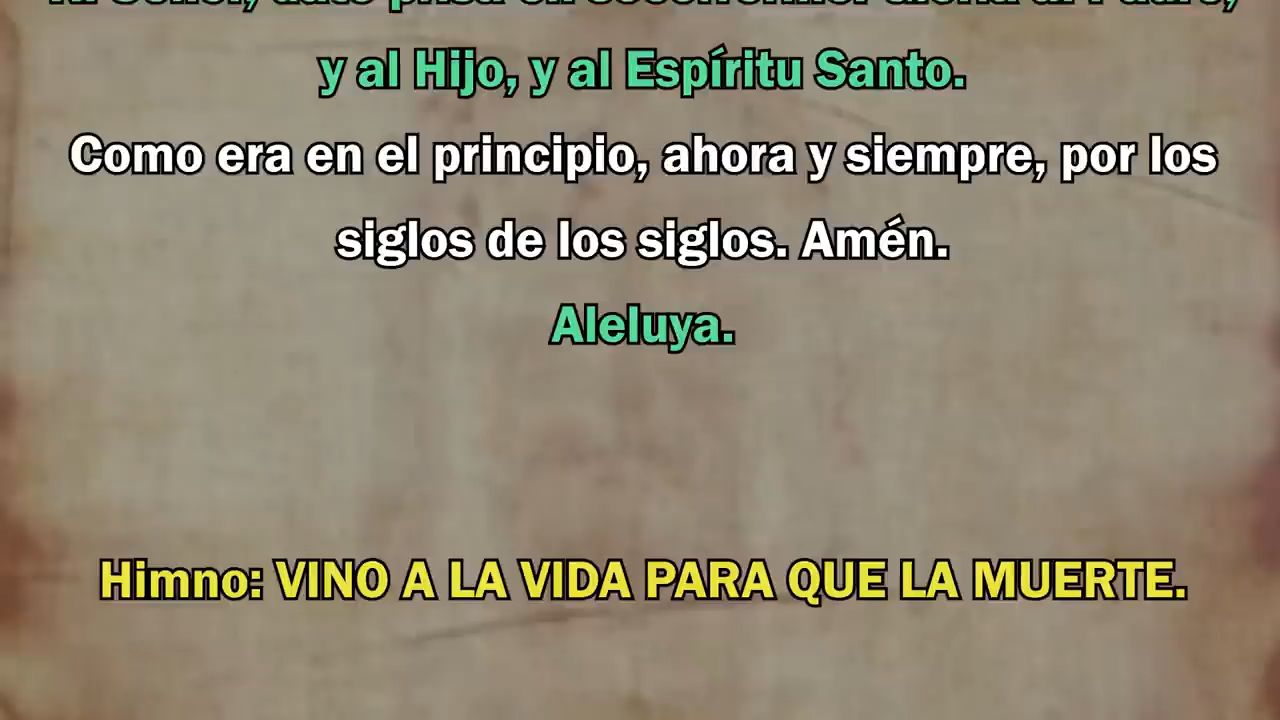 y al Hijo, y al Espíritu Santo.
Como era en el principio, ahora y siempre, por los
siglos de los siglos. Amén.
Aleluya.
Himno: VINO A LA VIDA PARA QUE LA MUERTE.